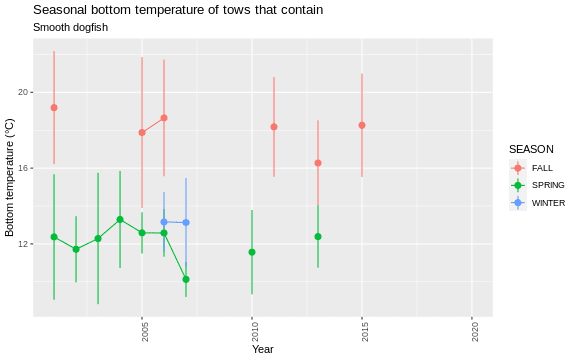 Seasonal bottom temperature of tows that contain
Smooth dogfish
Bottom temperature (°C)
20
16
12
2005
2010
2015
2020
Year
SEASON
FALL
SPRING
WINTER